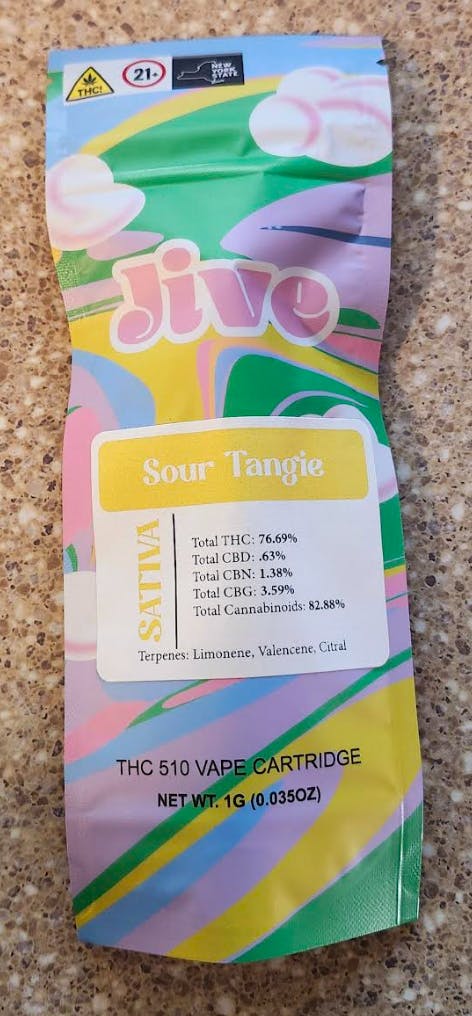 THC!
21+
NEW
YORK
STATE
Jive
Sour Tangie
SATIVA
Total THC: 76.69%
Total CBD: .63%
Total CBN: 1.38%
Total CBG: 3.59%
Total Cannabinoids: 82.88%
Terpenes: Limonene, Valencene, Citral
THC 510 VAPE CARTRIDGE
NET WT. 1G (0.035OZ)